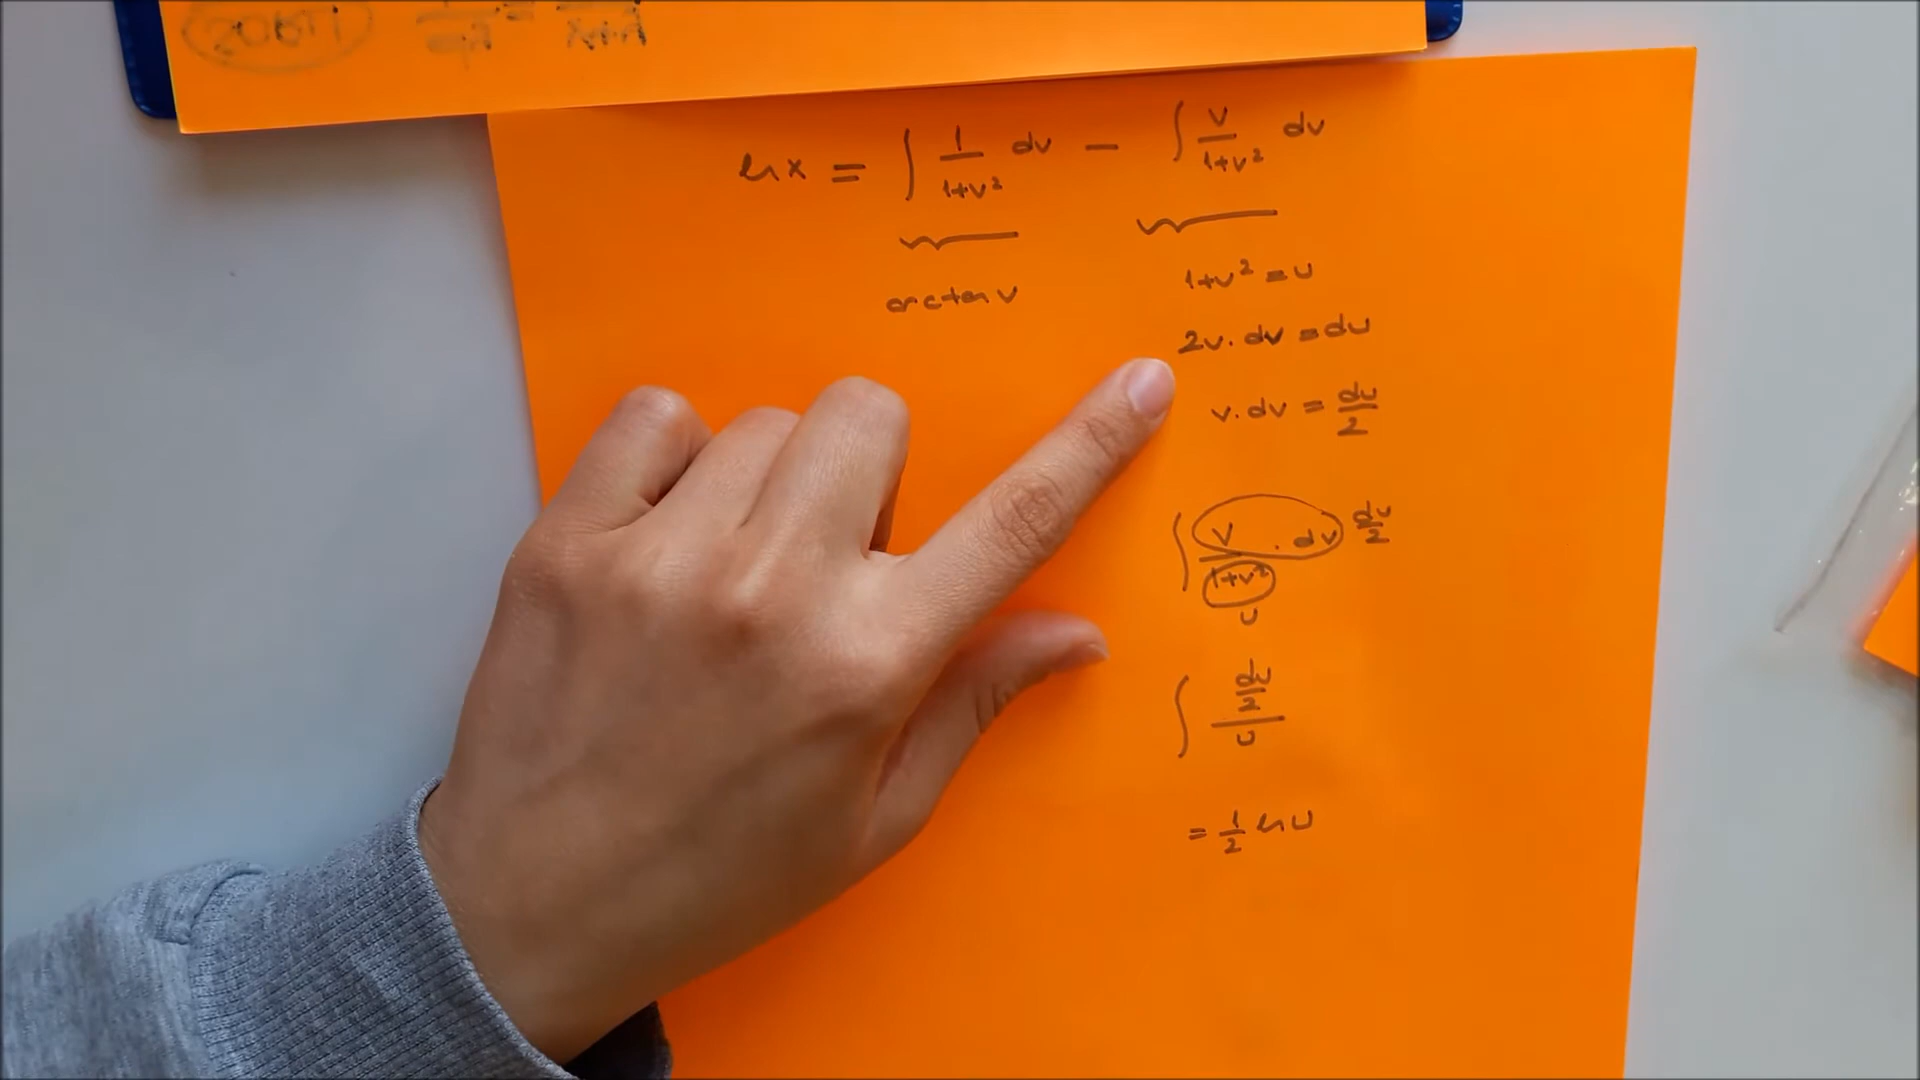 ln x = ∫ 1/(1+v²) dv − ∫ v/(1+v²) dv
arctan v
1+v² = u
2v. dv = du
v. dv = du/2
∫ v/(1+v²) . dv du/2
u
∫ (du/2)/u
= 1/2 ln u